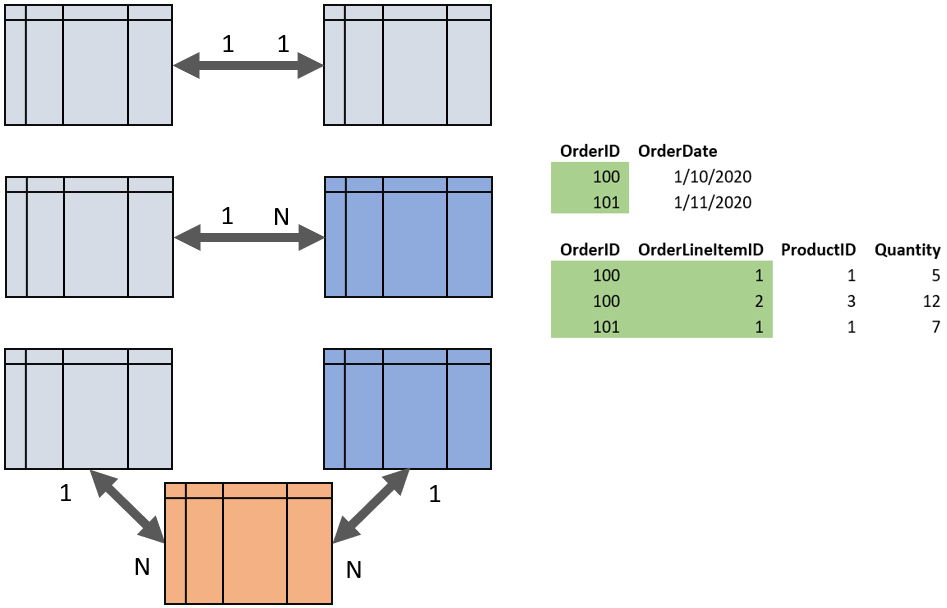 1 1
1 N
1 1
N N
OrderID OrderDate
100 1/10/2020
101 1/11/2020
OrderID OrderLineItemID ProductID Quantity
100 1 1 5
100 2 3 12
101 1 1 7